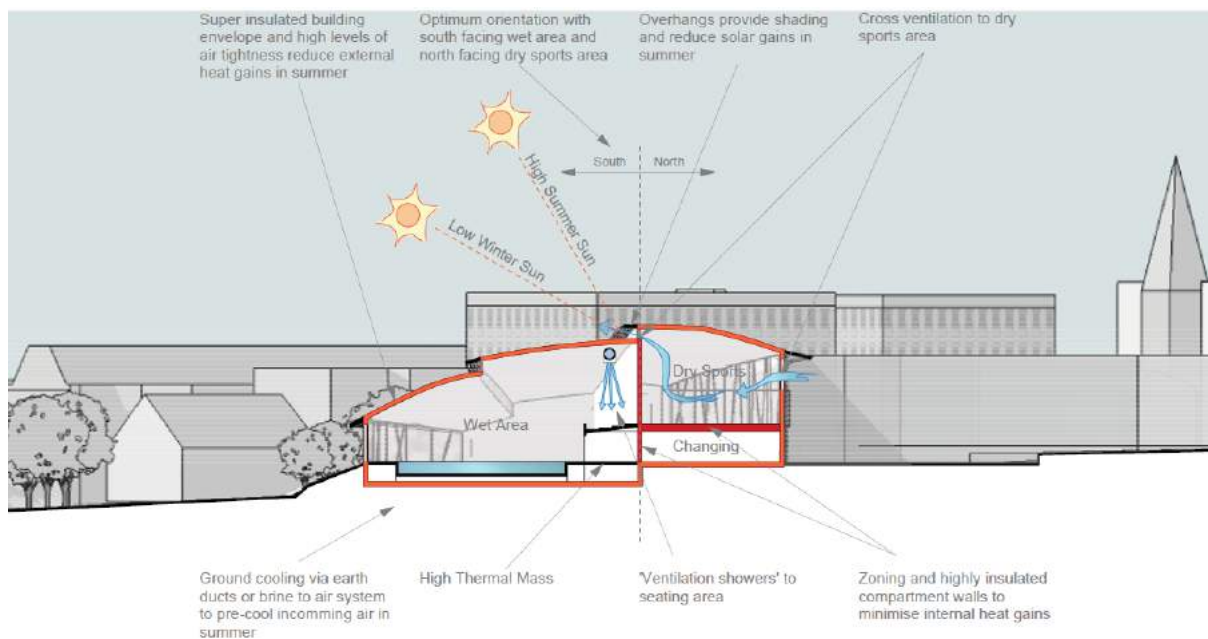 Super insulated building
envelope and high levels of
air tightness reduce external
heat gains in summer
Optimum orientation with
south facing wet area and
north facing dry sports area
Overhangs provide shading
and reduce solar gains in
summer
Cross ventilation to dry
sports area
South
North
High Summer Sun
Low Winter Sun
Dry Sports
Wet Area
Changing
Ground cooling via earth
ducts or brine to air system
to pre-cool incomming air in
summer
High Thermal Mass
'Ventilation showers' to
seating area
Zoning and highly insulated
compartment walls to
minimise internal heat gains